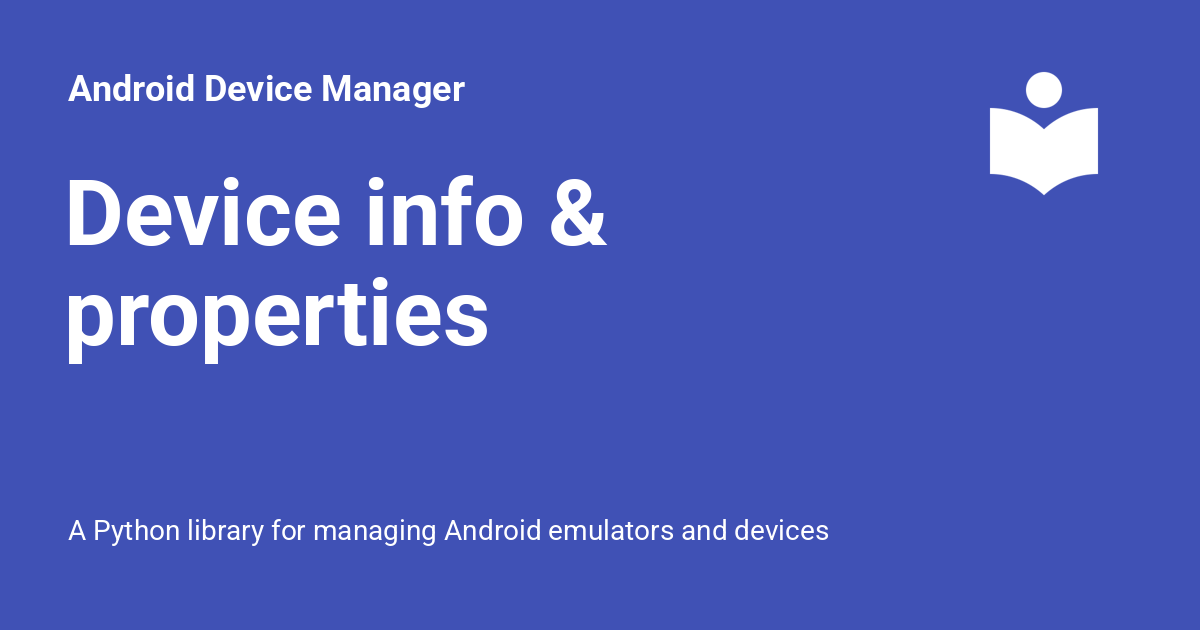 Android Device Manager
Device info &
properties
A Python library for managing Android emulators and devices